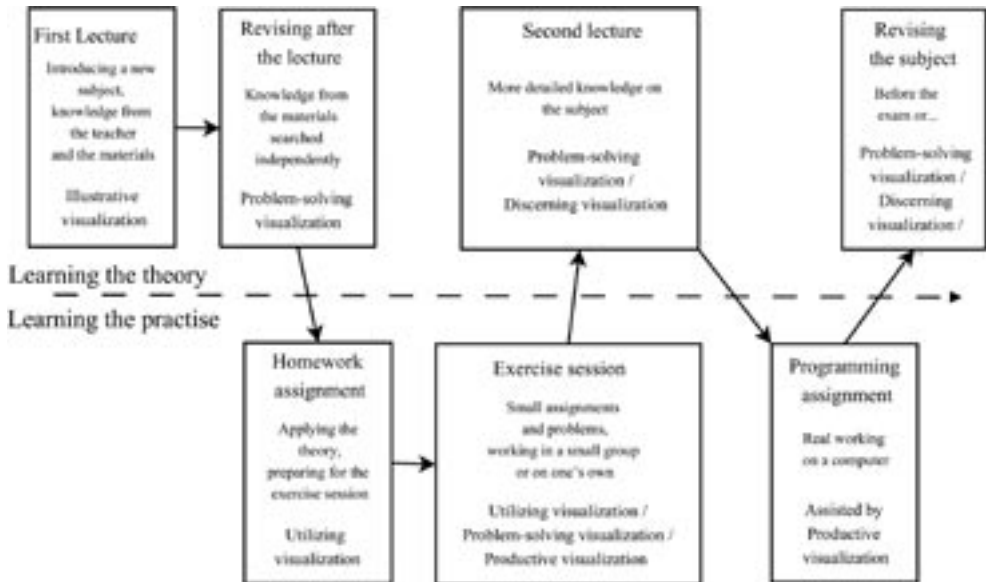 First Lecture
Introducing a new
subject,
knowledge from
the teacher
and the materials
Illustrative
visualization
Revising after
the lecture
Knowledge from
the materials
searched
independently
Problem-solving
visualization
Second lecture
More detailed knowledge on
the subject
Problem-solving
visualization /
Discerning visualization
Revising
the subject
Before the
exam or...
Problem-solving
visualization /
Discerning
visualization /
Learning the theory
Learning the practise
Homework
assignment
Applying the
theory,
preparing for the
exercise session
Utilizing
visualization
Exercise session
Small assignments
and problems,
working in a small group
or on one's own
Utilizing visualization /
Problem-solving visualization /
Productive visualization
Programming
assignment
Real working
on a computer
Assisted by
Productive
visualization